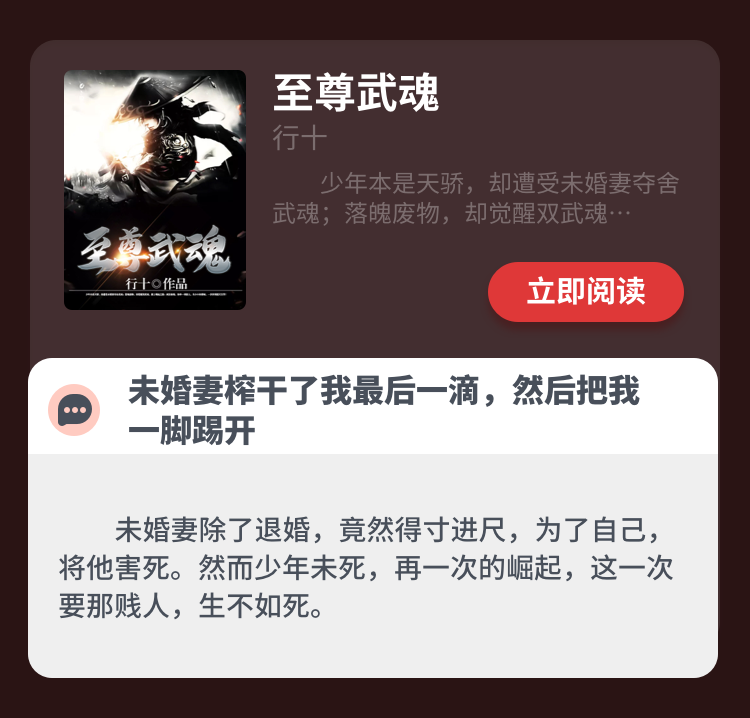 至尊武魂
行十
少年本是天骄，却遭受未婚妻夺舍
武魂；落魄废物，却觉醒双武魂…
至尊武魂
行十◎作品
立即阅读
未婚妻榨干了我最后一滴，然后把我
一脚踢开
未婚妻除了退婚，竟然得寸进尺，为了自己，
将他害死。然而少年未死，再一次的崛起，这一次
要那贱人，生不如死。